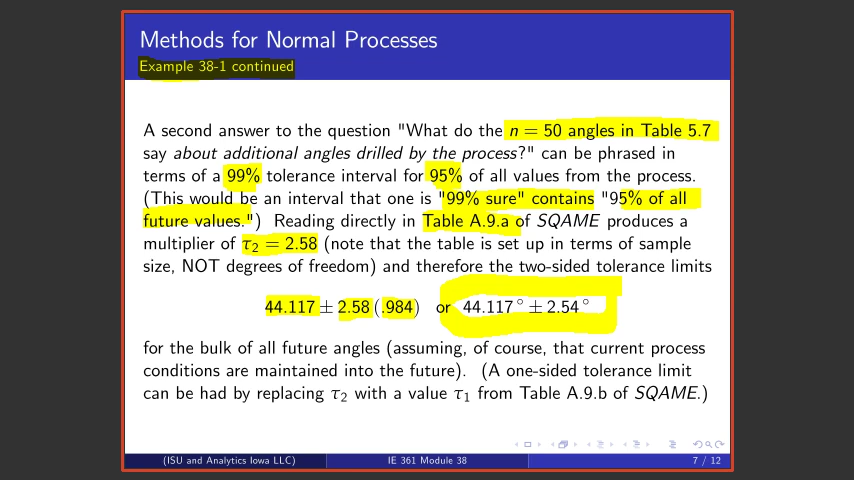 Methods for Normal Processes
Example 38-1 continued
A second answer to the question "What do the n = 50 angles in Table 5.7
say about additional angles drilled by the process?" can be phrased in
terms of a 99% tolerance interval for 95% of all values from the process.
(This would be an interval that one is "99% sure" contains "95% of all
future values.") Reading directly in Table A.9.a of SQAME produces a
multiplier of τ₂ = 2.58 (note that the table is set up in terms of sample
size, NOT degrees of freedom) and therefore the two-sided tolerance limits
44.117 ± 2.58 (.984) or 44.117° ± 2.54°
for the bulk of all future angles (assuming, of course, that current process
conditions are maintained into the future). (A one-sided tolerance limit
can be had by replacing τ₂ with a value τ₁ from Table A.9.b of SQAME.)
(ISU and Analytics Iowa LLC) IE 361 Module 38 7 / 12